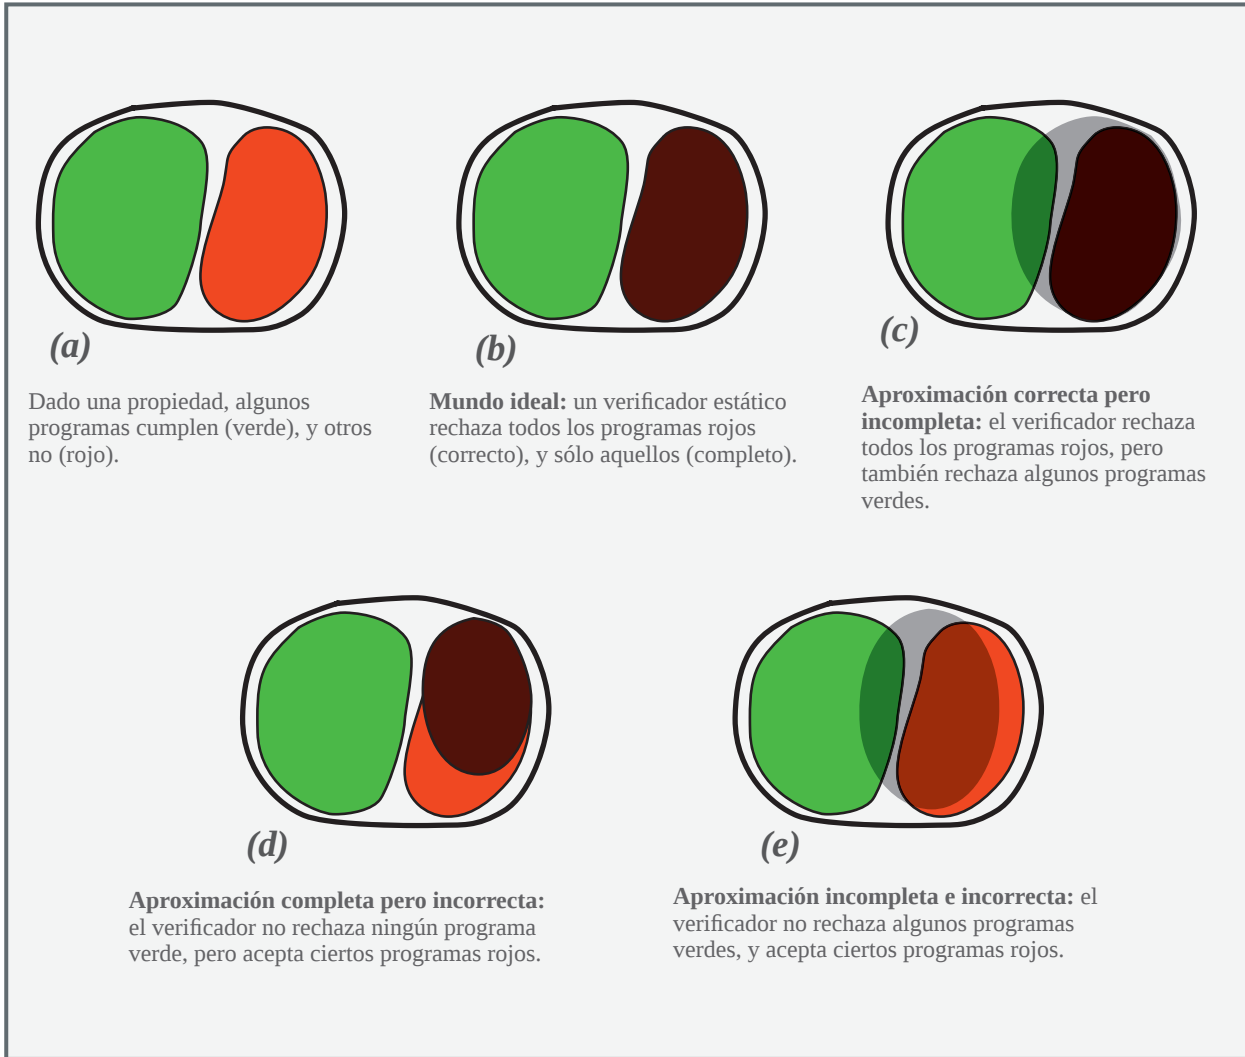 (a)
Dado una propiedad, algunos
programas cumplen (verde), y otros
no (rojo).
(b)
Mundo ideal: un verificador estático
rechaza todos los programas rojos
(correcto), y sólo aquellos (completo).
(c)
Aproximación correcta pero
incompleta: el verificador rechaza
todos los programas rojos, pero
también rechaza algunos programas
verdes.
(d)
Aproximación completa pero incorrecta:
el verificador no rechaza ningún programa
verde, pero acepta ciertos programas rojos.
(e)
Aproximación incompleta e incorrecta: el
verificador no rechaza algunos programas
verdes, y acepta ciertos programas rojos.